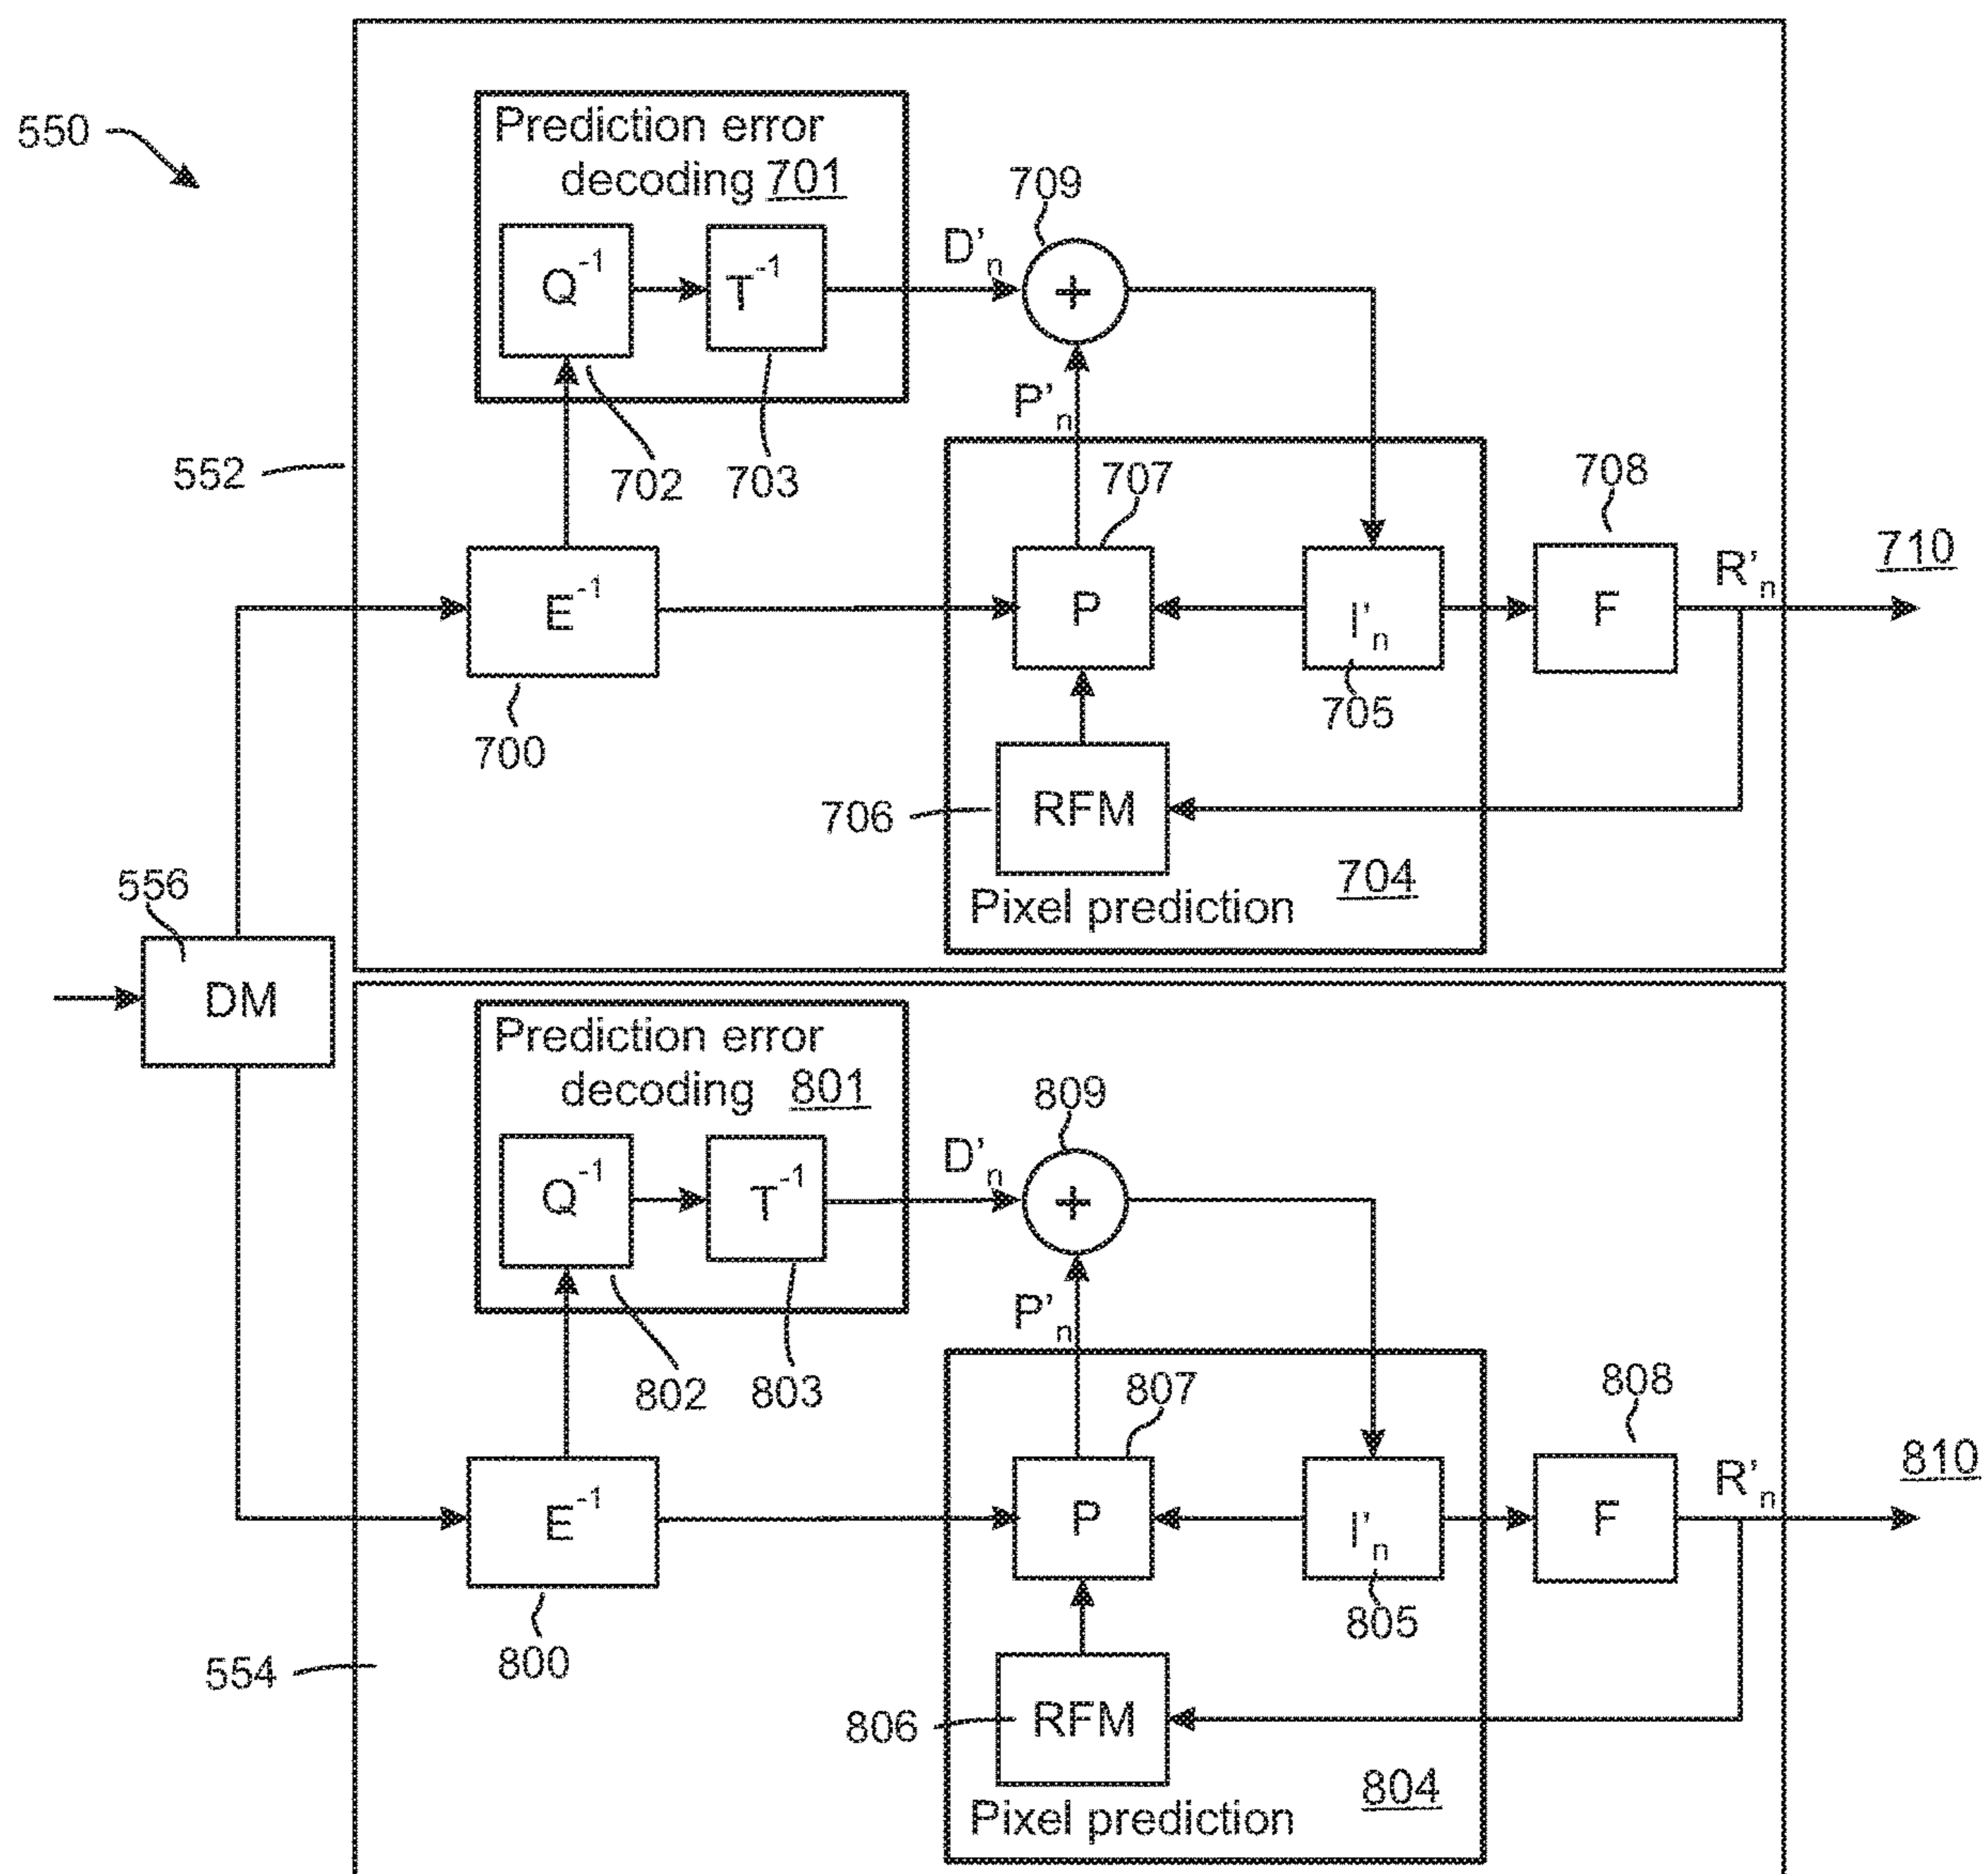 550
Prediction error
decoding 701
Q⁻¹
T⁻¹
D'n
709
+
P'n
552
702
703
707
708
E⁻¹
P
I'n
F
R'n
710
700
705
706
RFM
704
Pixel prediction
556
DM
Prediction error
decoding 801
Q⁻¹
T⁻¹
D'n
809
+
P'n
802
803
807
808
E⁻¹
P
I'n
F
R'n
810
800
805
554
806
RFM
804
Pixel prediction